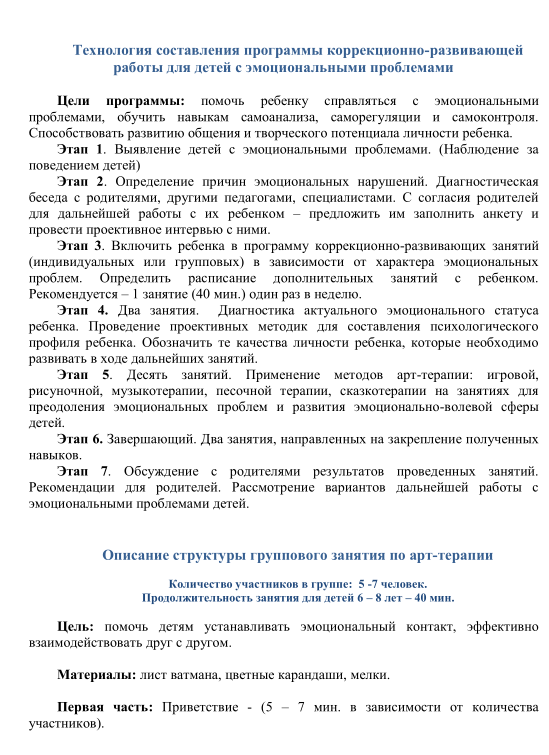 Технология составления программы коррекционно-развивающей
работы для детей с эмоциональными проблемами
Цели программы: помочь ребенку справляться с эмоциональными
проблемами, обучить навыкам самоанализа, саморегуляции и самоконтроля.
Способствовать развитию общения и творческого потенциала личности ребенка.
Этап 1. Выявление детей с эмоциональными проблемами. (Наблюдение за
поведением детей)
Этап 2. Определение причин эмоциональных нарушений. Диагностическая
беседа с родителями, другими педагогами, специалистами. С согласия родителей
для дальнейшей работы с их ребенком – предложить им заполнить анкету и
провести проективное интервью с ними.
Этап 3. Включить ребенка в программу коррекционно-развивающих занятий
(индивидуальных или групповых) в зависимости от характера эмоциональных
проблем. Определить расписание дополнительных занятий с ребенком.
Рекомендуется – 1 занятие (40 мин.) один раз в неделю.
Этап 4. Два занятия. Диагностика актуального эмоционального статуса
ребенка. Проведение проективных методик для составления психологического
профиля ребенка. Обозначить те качества личности ребенка, которые необходимо
развивать в ходе дальнейших занятий.
Этап 5. Десять занятий. Применение методов арт-терапии: игровой,
рисуночной, музыкотерапии, песочной терапии, сказкотерапии на занятиях для
преодоления эмоциональных проблем и развития эмоционально-волевой сферы
детей.
Этап 6. Завершающий. Два занятия, направленных на закрепление полученных
навыков.
Этап 7. Обсуждение с родителями результатов проведенных занятий.
Рекомендации для родителей. Рассмотрение вариантов дальнейшей работы с
эмоциональными проблемами детей.
Описание структуры группового занятия по арт-терапии
Количество участников в группе: 5 -7 человек.
Продолжительность занятия для детей 6 – 8 лет – 40 мин.
Цель: помочь детям устанавливать эмоциональный контакт, эффективно
взаимодействовать друг с другом.
Материалы: лист ватмана, цветные карандаши, мелки.
Первая часть: Приветствие - (5 – 7 мин. в зависимости от количества
участников).